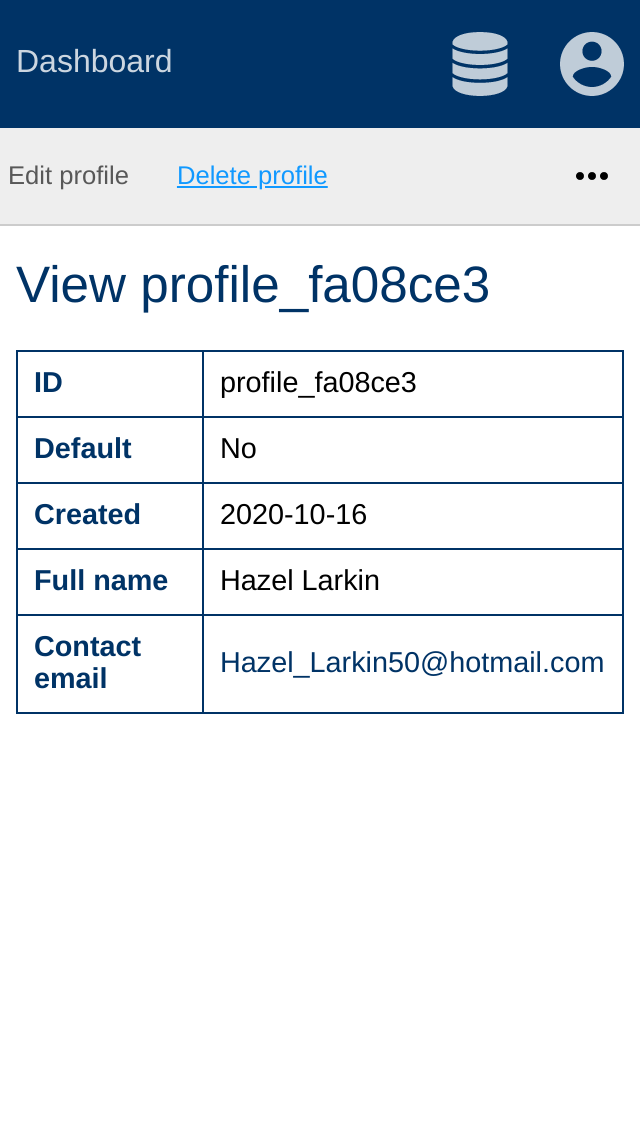 Dashboard
Edit profile Delete profile
View profile_fa08ce3
ID profile_fa08ce3
Default No
Created 2020-10-16
Full name Hazel Larkin
Contact
email Hazel_Larkin50@hotmail.com